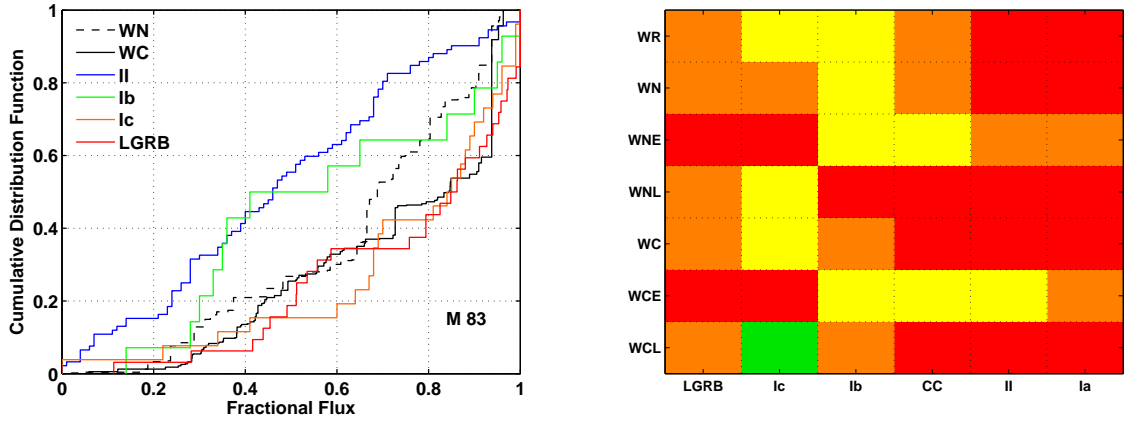 WN
WC
II
Ib
Ic
LGRB
M 83
1
0.8
0.6
0.4
0.2
0
0 0.2 0.4 0.6 0.8 1
Cumulative Distribution Function
Fractional Flux
WR
WN
WNE
WNL
WC
WCE
WCL
LGRB Ic Ib CC II Ia